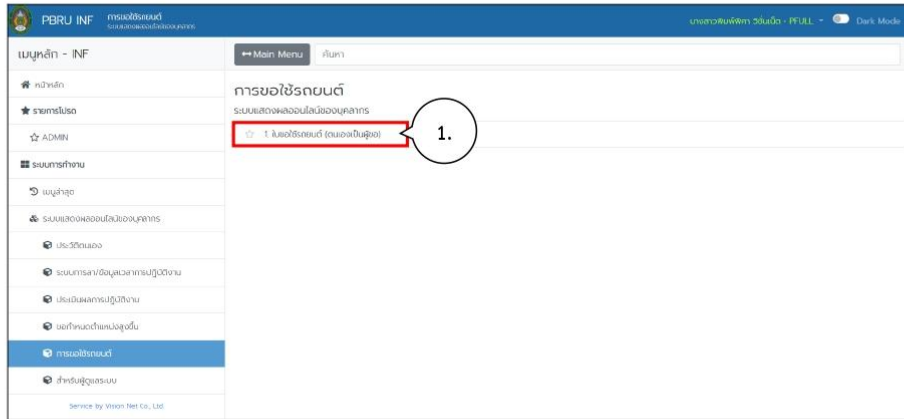 PBRU INF
การขอใช้รถยนต์
ระบบแสดงผลออนไลน์ของบุคลากร
นางสาวพิมพ์พิศา วิชั่นเน็ต - PFULL
Dark Mode
เมนูหลัก - INF
Main Menu
ค้นหา
หน้าหลัก
รายการโปรด
ADMIN
ระบบการทำงาน
เมนูล่าสุด
ระบบแสดงผลออนไลน์ของบุคลากร
ประวัติตนเอง
ระบบการลา/ข้อมูลเวลาการปฏิบัติงาน
ประเมินผลการปฏิบัติงาน
ขอกำหนดตำแหน่งสูงขึ้น
การขอใช้รถยนต์
สำหรับผู้ดูแลระบบ
Service by Vision Net Co., Ltd
การขอใช้รถยนต์
ระบบแสดงผลออนไลน์ของบุคลากร
1. ใบขอใช้รถยนต์ (ตนเองเป็นผู้ขอ)
1.